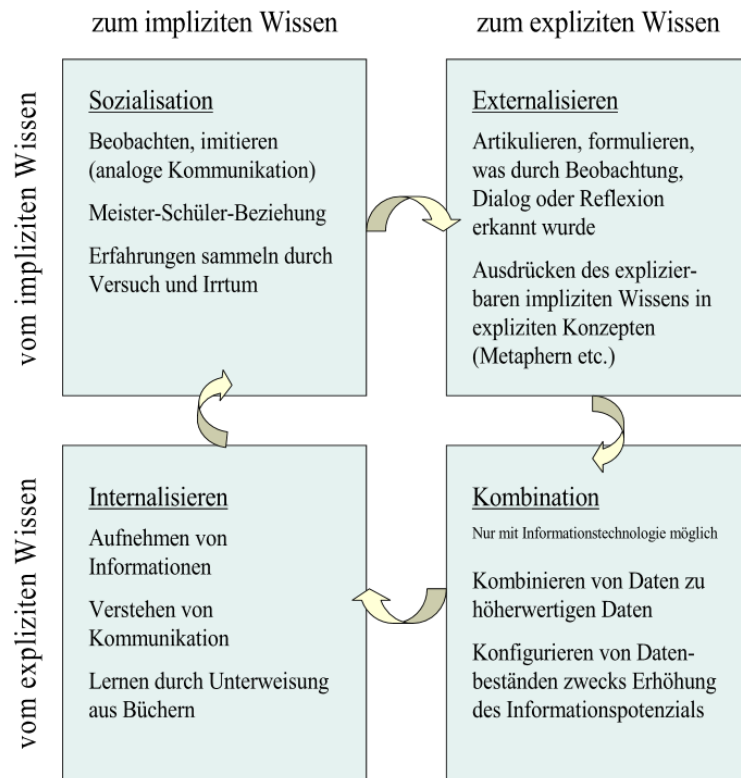 zum impliziten Wissen
zum expliziten Wissen
vom impliziten Wissen
Sozialisation
Beobachten, imitieren
(analoge Kommunikation)
Meister-Schüler-Beziehung
Erfahrungen sammeln durch
Versuch und Irrtum
Externalisieren
Artikulieren, formulieren,
was durch Beobachtung,
Dialog oder Reflexion
erkannt wurde
Ausdrücken des explizier-
baren impliziten Wissens in
expliziten Konzepten
(Metaphern etc.)
vom expliziten Wissen
Internalisieren
Aufnehmen von
Informationen
Verstehen von
Kommunikation
Lernen durch Unterweisung
aus Büchern
Kombination
Nur mit Informationstechnologie möglich
Kombinieren von Daten zu
höherwertigen Daten
Konfigurieren von Daten-
beständen zwecks Erhöhung
des Informationspotenzials